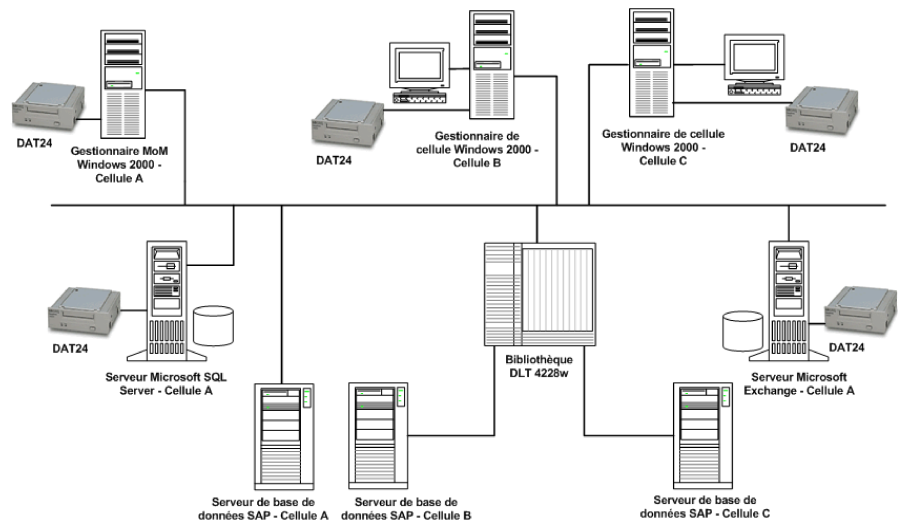 DAT24
Gestionnaire MoM
Windows 2000 -
Cellule A
DAT24
Gestionnaire de
cellule Windows 2000 -
Cellule B
Gestionnaire de cellule
Windows 2000 -
Cellule C
DAT24
DAT24
Serveur Microsoft SQL
Server - Cellule A
Bibliothèque
DLT 4228w
DAT24
Serveur Microsoft
Exchange - Cellule A
Serveur de base de
données SAP - Cellule A
Serveur de base de
données SAP - Cellule B
Serveur de base de
données SAP - Cellule C